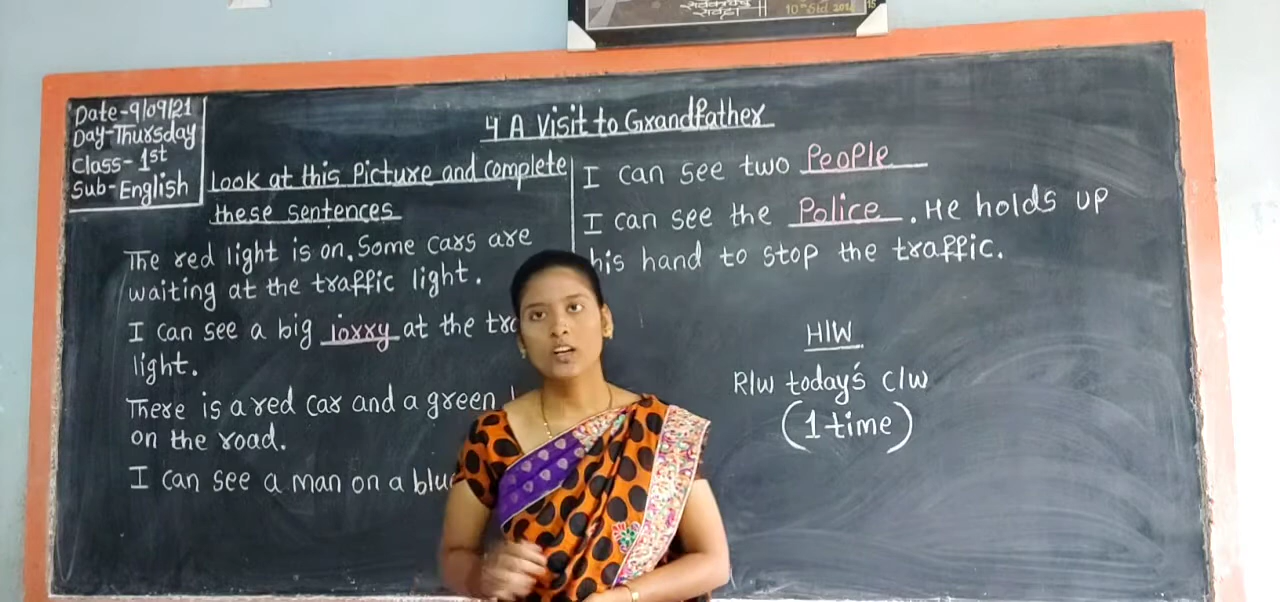 10th Std 201
15
Date-9/09/21
Day-Thursday
Class-1st
Sub-English
4 A Visit to Grandfather
Look at this Picture and complete
these sentences
The red light is on. Some cars are
waiting at the traffic light.
I can see a big lorry at the
light.
There is a red car and a green
on the road.
I can see a man on a blu
I can see two People
I can see the Police. He holds up
his hand to stop the traffic.
H/W
R/w today's c/w
(1 time)